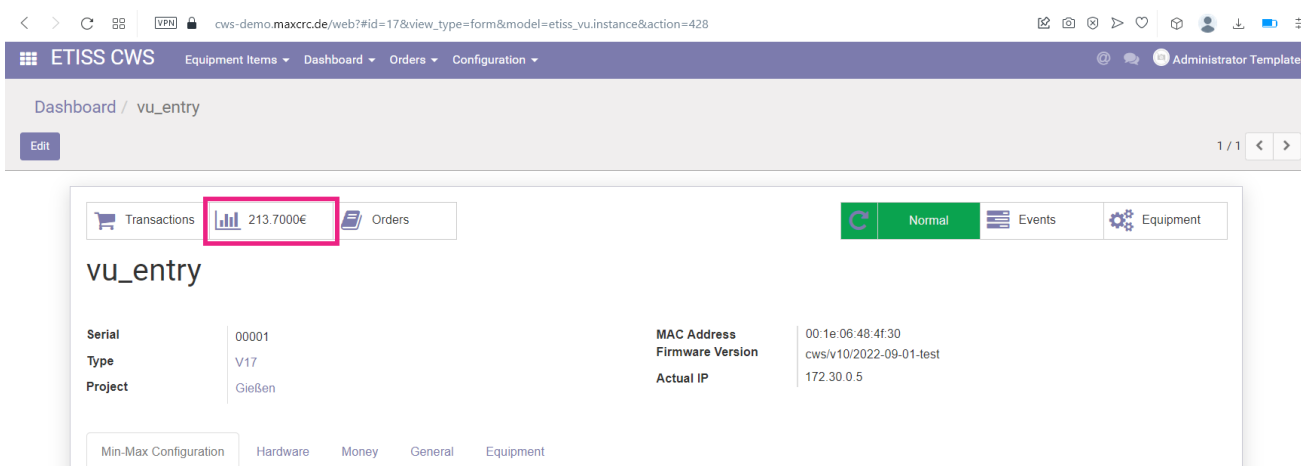 VPN cws-demo.maxcrc.de/web?#id=17&view_type=form&model=etiss_vu.instance&action=428
ETISS CWS Equipment Items Dashboard Orders Configuration @ Administrator Template
Dashboard / vu_entry
Edit 1 / 1
Transactions 213.7000€ Orders Normal Events Equipment
vu_entry
Serial 00001 MAC Address 00:1e:06:48:4f:30
Type V17 Firmware Version cws/v10/2022-09-01-test
Project Gießen Actual IP 172.30.0.5
Min-Max Configuration Hardware Money General Equipment